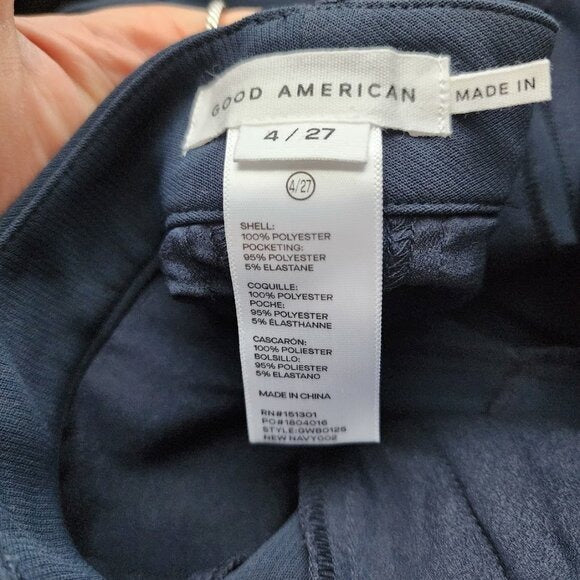 GOOD AMERICAN
MADE IN
4 / 27
4/27
SHELL:
100% POLYESTER
POCKETING:
95% POLYESTER
5% ELASTANE
COQUILLE:
100% POLYESTER
POCHE:
95% POLYESTER
5% ÉLASTHANNE
CASCARÓN:
100% POLIESTER
BOLSILLO:
95% POLIESTER
5% ELASTANO
MADE IN CHINA
RN#151301
PO#1804016
STYLE:GWB0126
NEW NAVY002